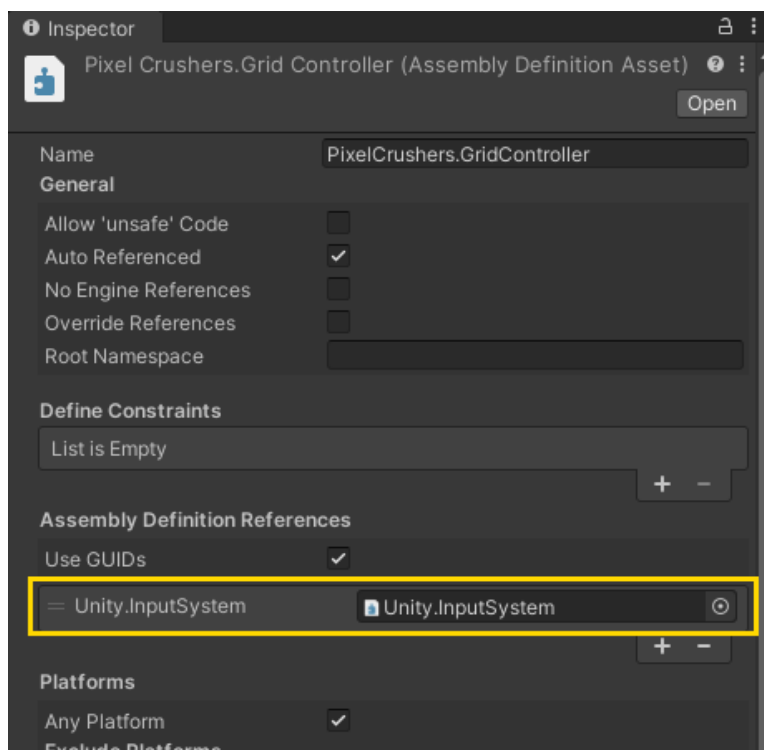 Inspector
Pixel Crushers.Grid Controller (Assembly Definition Asset)
Open
Name PixelCrushers.GridController
General
Allow 'unsafe' Code
Auto Referenced
No Engine References
Override References
Root Namespace
Define Constraints
List is Empty
+ −
Assembly Definition References
Use GUIDs
Unity.InputSystem Unity.InputSystem
+ −
Platforms
Any Platform
Exclude Platforms